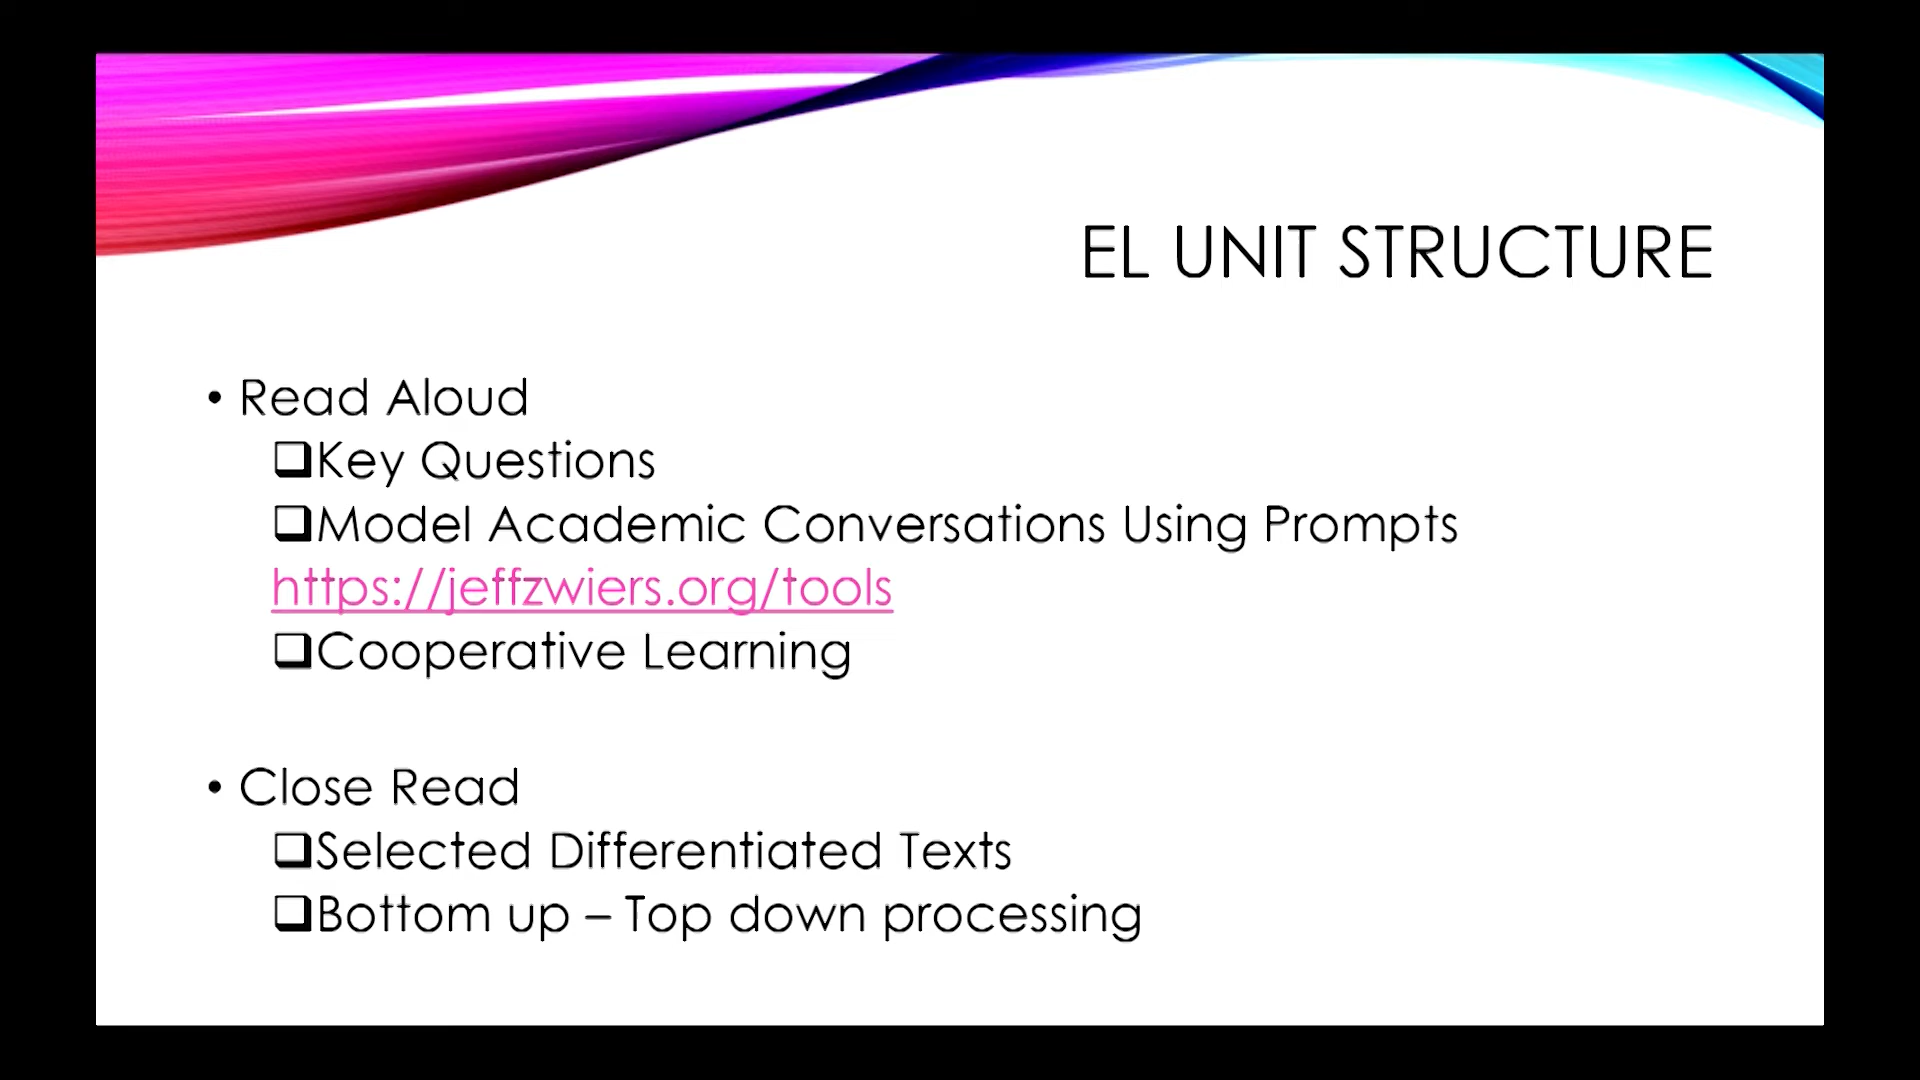 EL UNIT STRUCTURE
• Read Aloud
❑Key Questions
❑Model Academic Conversations Using Prompts
https://jeffzwiers.org/tools
❑Cooperative Learning
• Close Read
❑Selected Differentiated Texts
❑Bottom up – Top down processing